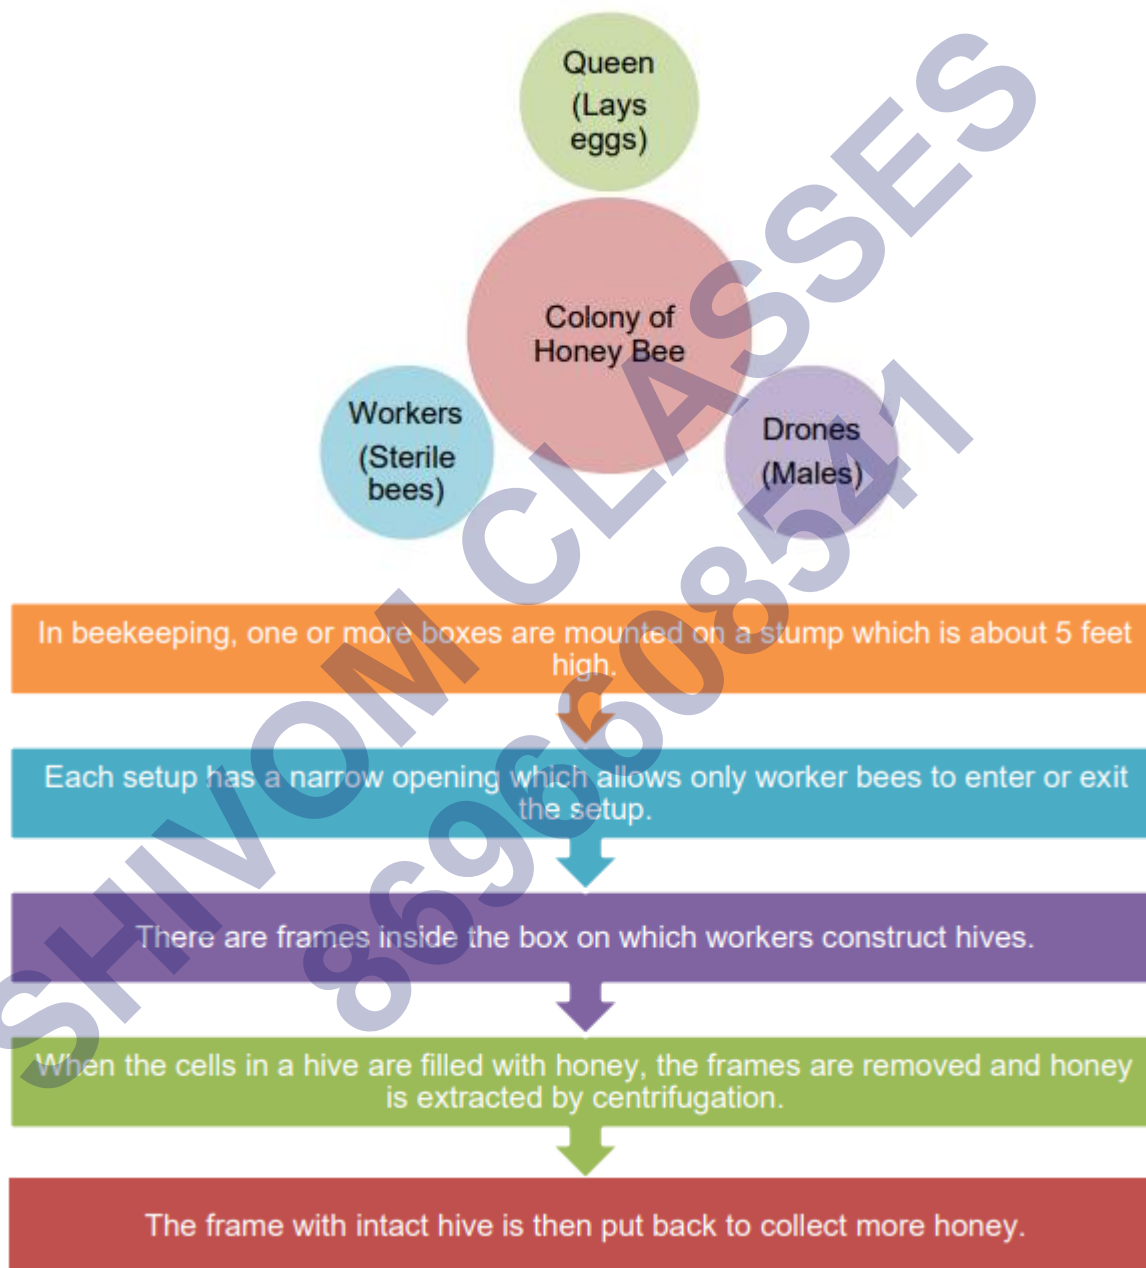 Queen
(Lays
eggs)
Colony of
Honey Bee
Workers
(Sterile
bees)
Drones
(Males)
In beekeeping, one or more boxes are mounted on a stump which is about 5 feet
high.
Each setup has a narrow opening which allows only worker bees to enter or exit
the setup.
There are frames inside the box on which workers construct hives.
When the cells in a hive are filled with honey, the frames are removed and honey
is extracted by centrifugation.
The frame with intact hive is then put back to collect more honey.
SHIVOM CLASSES
8696608541